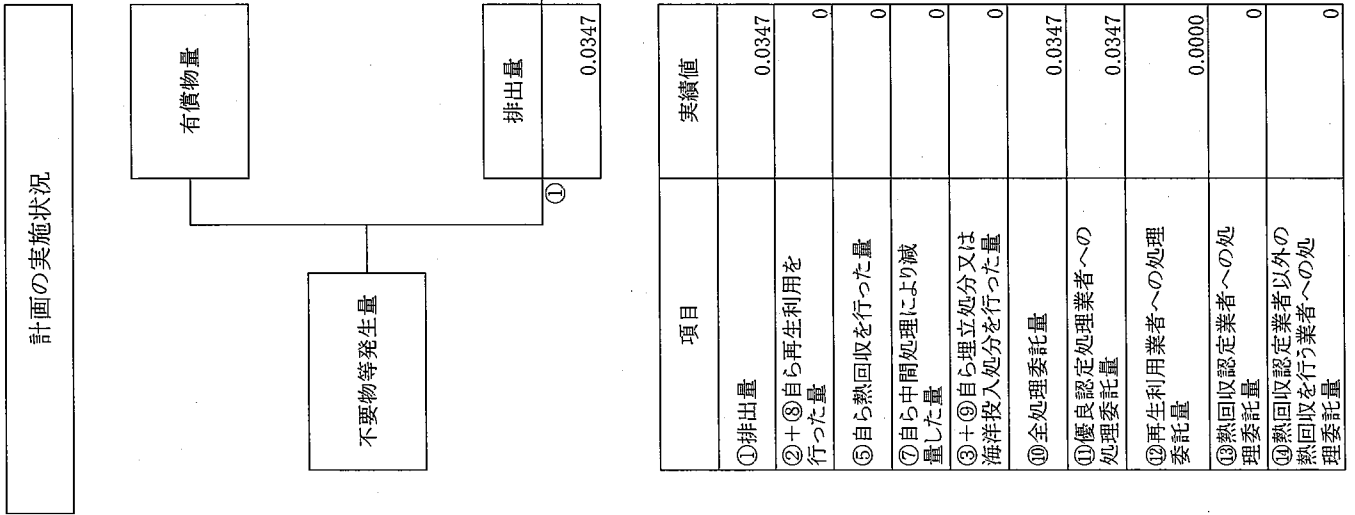 計画の実施状況
有償物量
不要物等発生量
排出量
①
0.0347
項目
実績値
①排出量
0.0347
②+⑧自ら再生利用を
行った量
0
⑤自ら熱回収を行った量
0
⑦自ら中間処理により減
量した量
0
③+⑨自ら埋立処分又は
海洋投入処分を行った量
0
⑩全処理委託量
0.0347
⑪優良認定処理業者への
処理委託量
0.0347
⑫再生利用業者への処理
委託量
0.0000
⑬熱回収認定業者への処
理委託量
0
⑭熱回収認定業者以外の
熱回収を行う業者への処
理委託量
0